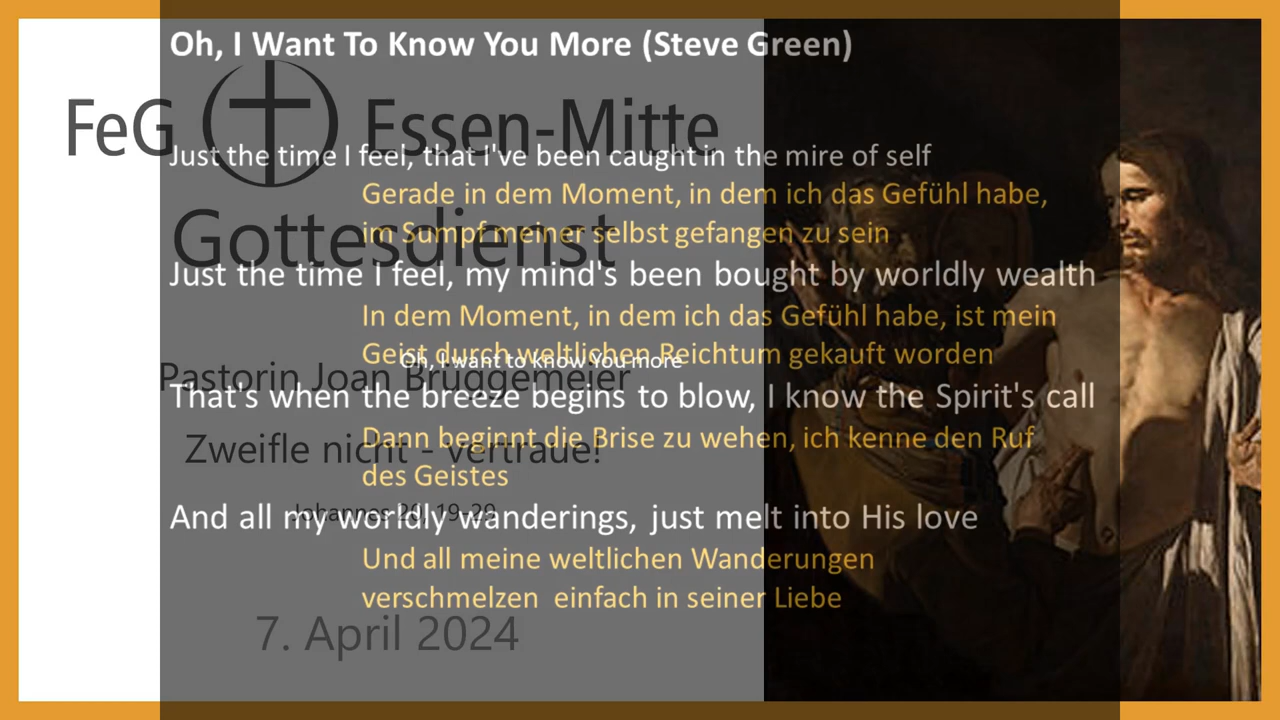 Oh, I Want To Know You More (Steve Green)
FeG Essen-Mitte
Just the time I feel, that I've been caught in the mire of self
Gerade in dem Moment, in dem ich das Gefühl habe,
im Sumpf meiner selbst gefangen zu sein
Gottesdienst
Just the time I feel, my mind's been bought by worldly wealth
In dem Moment, in dem ich das Gefühl habe, ist mein
Geist durch weltlichen Reichtum gekauft worden
Oh, I want to know You more
Pastorin Joan Brüggemeier
That's when the breeze begins to blow, I know the Spirit's call
Dann beginnt die Brise zu wehen, ich kenne den Ruf
Zweifle nicht - vertraue!
des Geistes
Johannes 20, 19-29
And all my worldly wanderings, just melt into His love
Und all meine weltlichen Wanderungen
verschmelzen einfach in seiner Liebe
7. April 2024